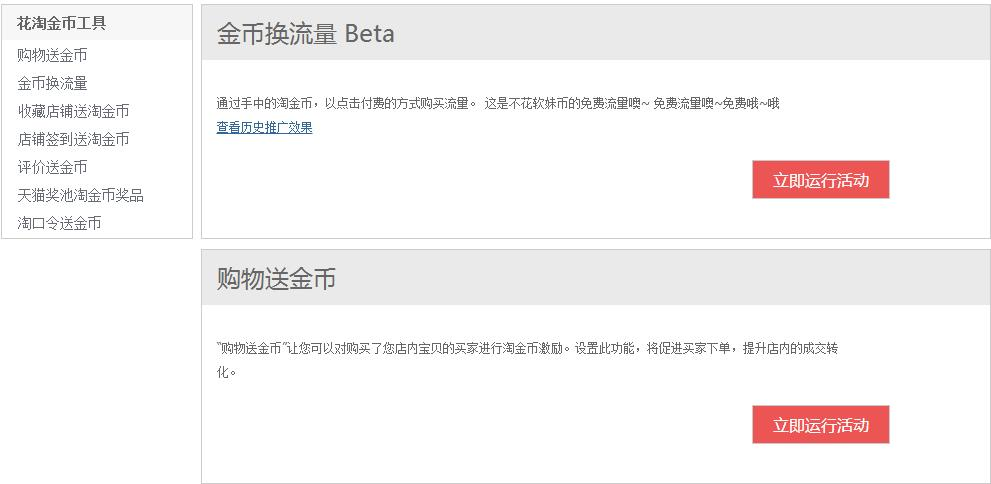 花淘金币工具
购物送金币
金币换流量
收藏店铺送淘金币
店铺签到送淘金币
评价送金币
天猫奖池淘金币奖品
淘口令送金币
金币换流量 Beta
通过手中的淘金币，以点击付费的方式购买流量。 这是不花软妹币的免费流量噢~ 免费流量噢~免费哦~哦
查看历史推广效果
立即运行活动
购物送金币
“购物送金币”让您可以对购买了您店内宝贝的买家进行淘金币激励。设置此功能，将促进买家下单，提升店内的成交转
化。
立即运行活动